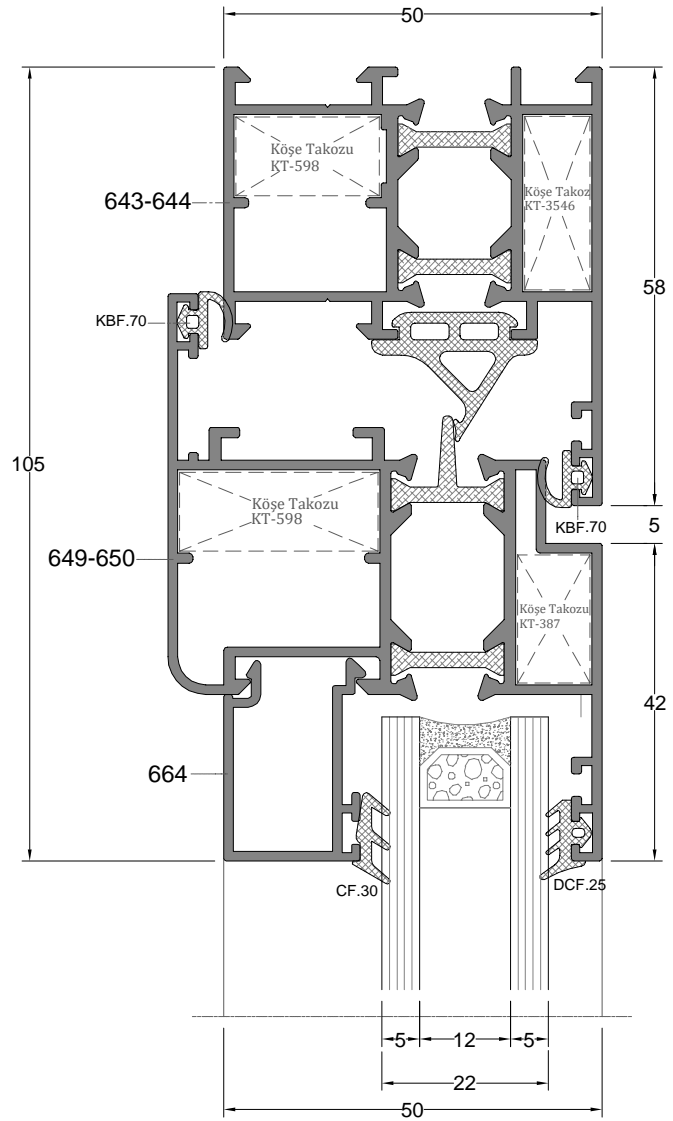 50
Köşe Takozu
KT-598
Köşe Takoz
KT-3546
643-644
58
KBF.70
105
Köşe Takozu
KT-598
KBF.70
5
649-650
Köşe Takozu
KT-387
42
664
CF.30
DCF.25
5
12
5
22
50